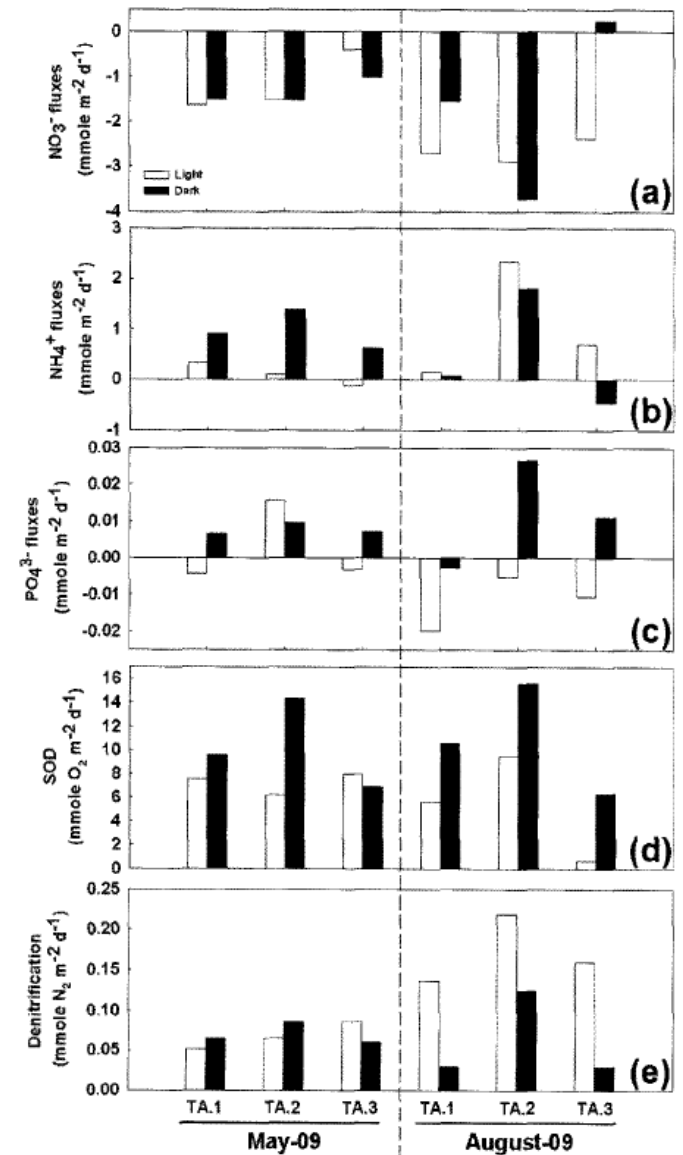 NO3- fluxes
(mmole m-2 d-1)
0
-1
-2
-3
-4
Light
Dark
(a)
NH4+ fluxes
(mmole m-2 d-1)
3
2
1
0
-1
(b)
PO43- fluxes
(mmole m-2 d-1)
0.03
0.02
0.01
0.00
-0.01
-0.02
(c)
SOD
(mmole O2 m-2 d-1)
16
14
12
10
8
6
4
2
0
(d)
Denitrification
(mmole N2 m-2 d-1)
0.25
0.20
0.15
0.10
0.05
0.00
(e)
TA.1 TA.2 TA.3 TA.1 TA.2 TA.3
May-09 August-09